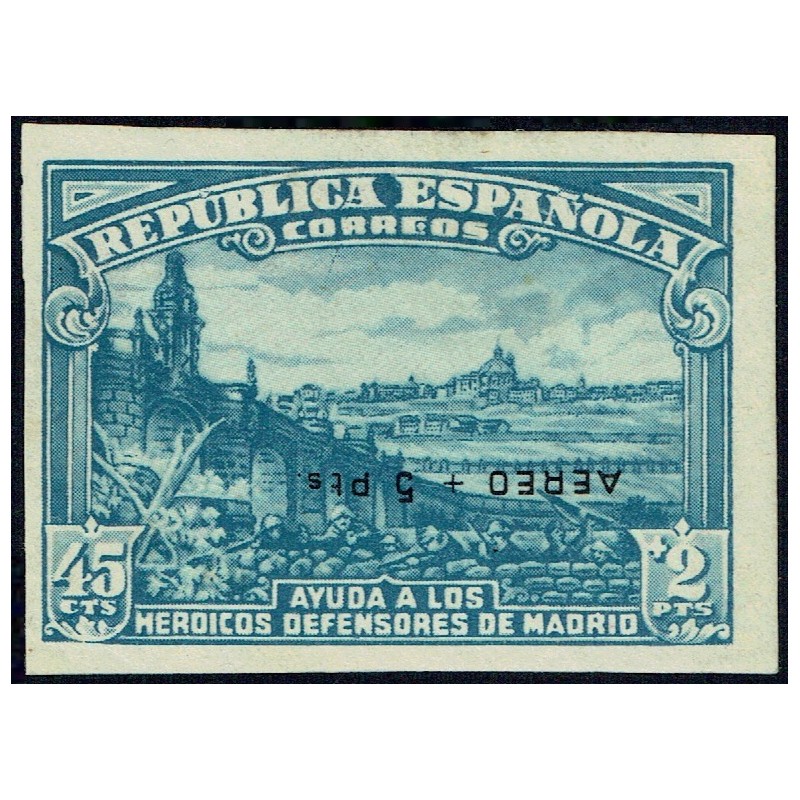 REPÚBLICA ESPAÑOLA
CORREOS
AEREO + 5 Pts.
45 CTS
+2 PTS
AYUDA A LOS
HEROICOS DEFENSORES DE MADRID